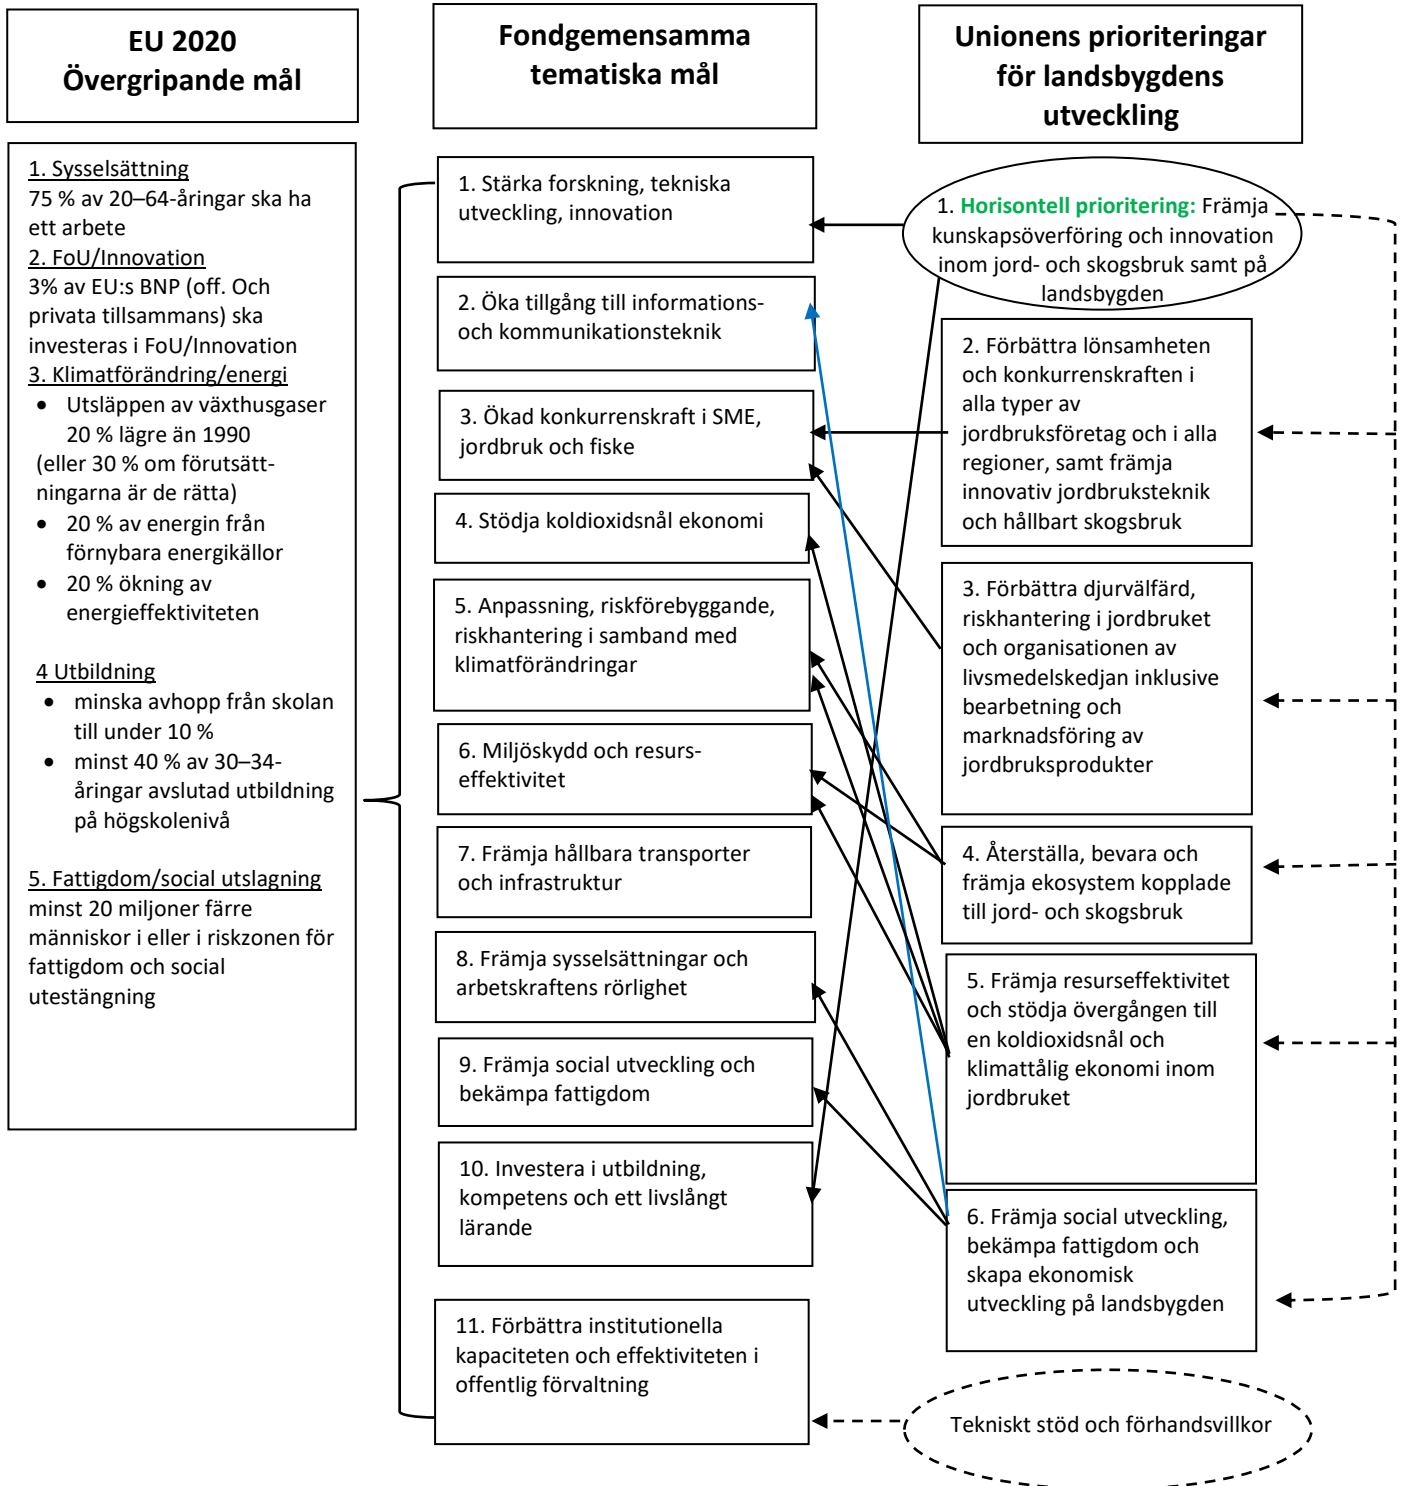 EU 2020
Övergripande mål
1. Sysselsättning
75 % av 20–64-åringar ska ha
ett arbete
2. FoU/Innovation
3% av EU:s BNP (off. Och
privata tillsammans) ska
investeras i FoU/Innovation
3. Klimatförändring/energi
• Utsläppen av växthusgaser
20 % lägre än 1990
(eller 30 % om förutsätt-
ningarna är de rätta)
• 20 % av energin från
förnybara energikällor
• 20 % ökning av
energieffektiviteten
4 Utbildning
• minska avhopp från skolan
till under 10 %
• minst 40 % av 30–34-
åringar avslutad utbildning
på högskolenivå
5. Fattigdom/social utslagning
minst 20 miljoner färre
människor i eller i riskzonen för
fattigdom och social
utestängning
Fondgemensamma
tematiska mål
1. Stärka forskning, tekniska
utveckling, innovation
2. Öka tillgång till informations-
och kommunikationsteknik
3. Ökad konkurrenskraft i SME,
jordbruk och fiske
4. Stödja koldioxidsnål ekonomi
5. Anpassning, riskförebyggande,
riskhantering i samband med
klimatförändringar
6. Miljöskydd och resurs-
effektivitet
7. Främja hållbara transporter
och infrastruktur
8. Främja sysselsättningar och
arbetskraftens rörlighet
9. Främja social utveckling och
bekämpa fattigdom
10. Investera i utbildning,
kompetens och ett livslångt
lärande
11. Förbättra institutionella
kapaciteten och effektiviteten i
offentlig förvaltning
Unionens prioriteringar
för landsbygdens
utveckling
1. Horisontell prioritering: Främja
kunskapsöverföring och innovation
inom jord- och skogsbruk samt på
landsbygden
2. Förbättra lönsamheten
och konkurrenskraften i
alla typer av
jordbruksföretag och i alla
regioner, samt främja
innovativ jordbruksteknik
och hållbart skogsbruk
3. Förbättra djurvälfärd,
riskhantering i jordbruket
och organisationen av
livsmedelskedjan inklusive
bearbetning och
marknadsföring av
jordbruksprodukter
4. Återställa, bevara och
främja ekosystem kopplade
till jord- och skogsbruk
5. Främja resurseffektivitet
och stödja övergången till
en koldioxidsnål och
klimattålig ekonomi inom
jordbruket
6. Främja social utveckling,
bekämpa fattigdom och
skapa ekonomisk
utveckling på landsbygden
Tekniskt stöd och förhandsvillkor